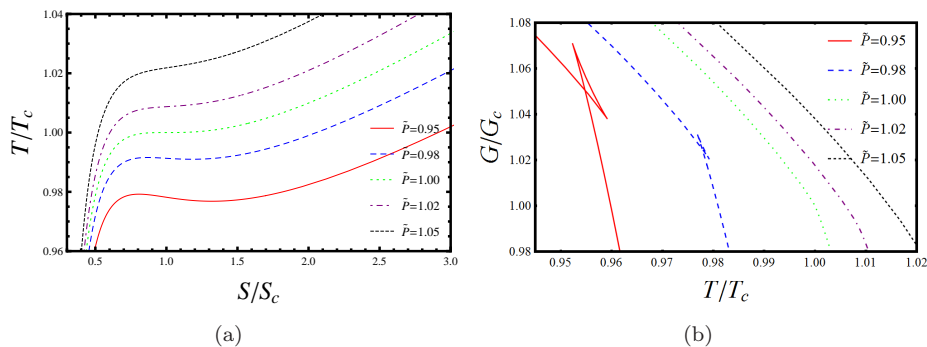 1.04
1.02
1.00
0.98
0.96
T/T_c
0.5
1.0
1.5
2.0
2.5
3.0
S/S_c
P̃=0.95
P̃=0.98
P̃=1.00
P̃=1.02
P̃=1.05
(a)
1.08
1.06
1.04
1.02
1.00
0.98
G/G_c
0.95
0.96
0.97
0.98
0.99
1.00
1.01
1.02
T/T_c
P̃=0.95
P̃=0.98
P̃=1.00
P̃=1.02
P̃=1.05
(b)